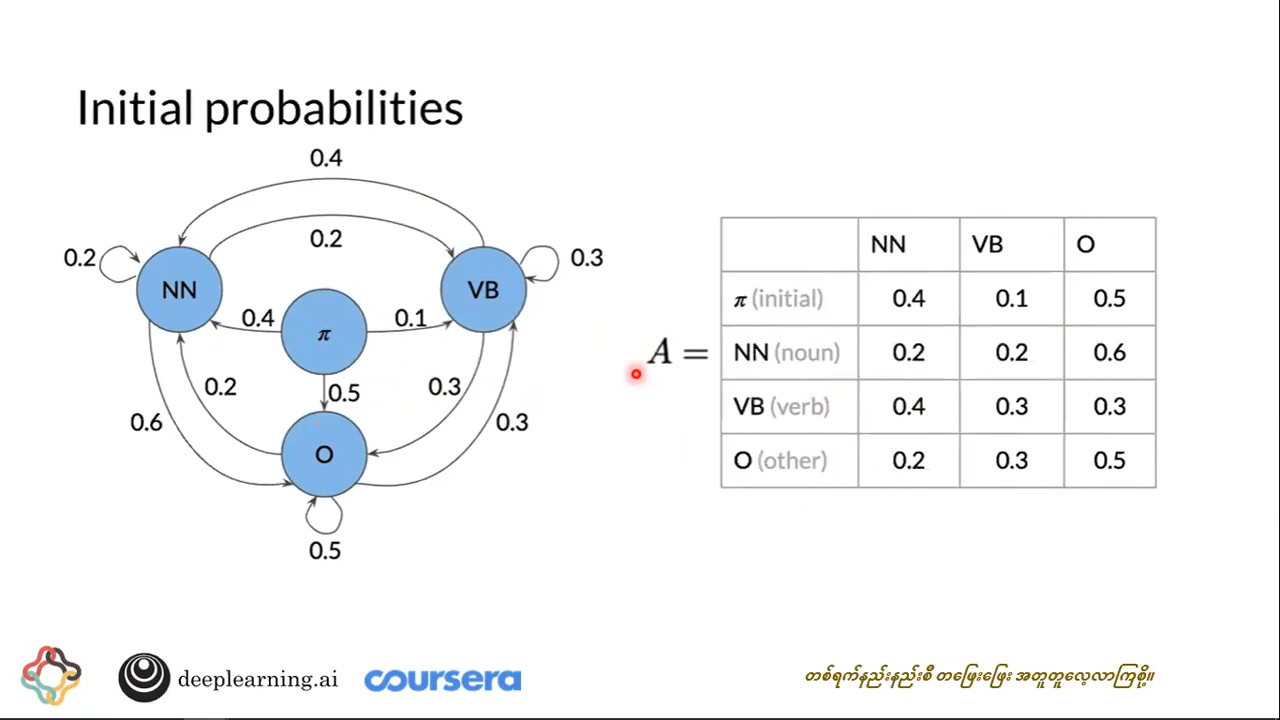 Initial probabilities
0.4
0.2
0.2
0.3
NN
VB
0.4
π
0.1
0.2
0.5
0.3
0.6
0.3
O
0.5
A =
NN VB O
π (initial) 0.4 0.1 0.5
NN (noun) 0.2 0.2 0.6
VB (verb) 0.4 0.3 0.3
O (other) 0.2 0.3 0.5
deeplearning.ai
coursera
တစ်ရက်နည်းနည်းစီ တဖြေးဖြေး အတူတူလေ့လာကြစို့။